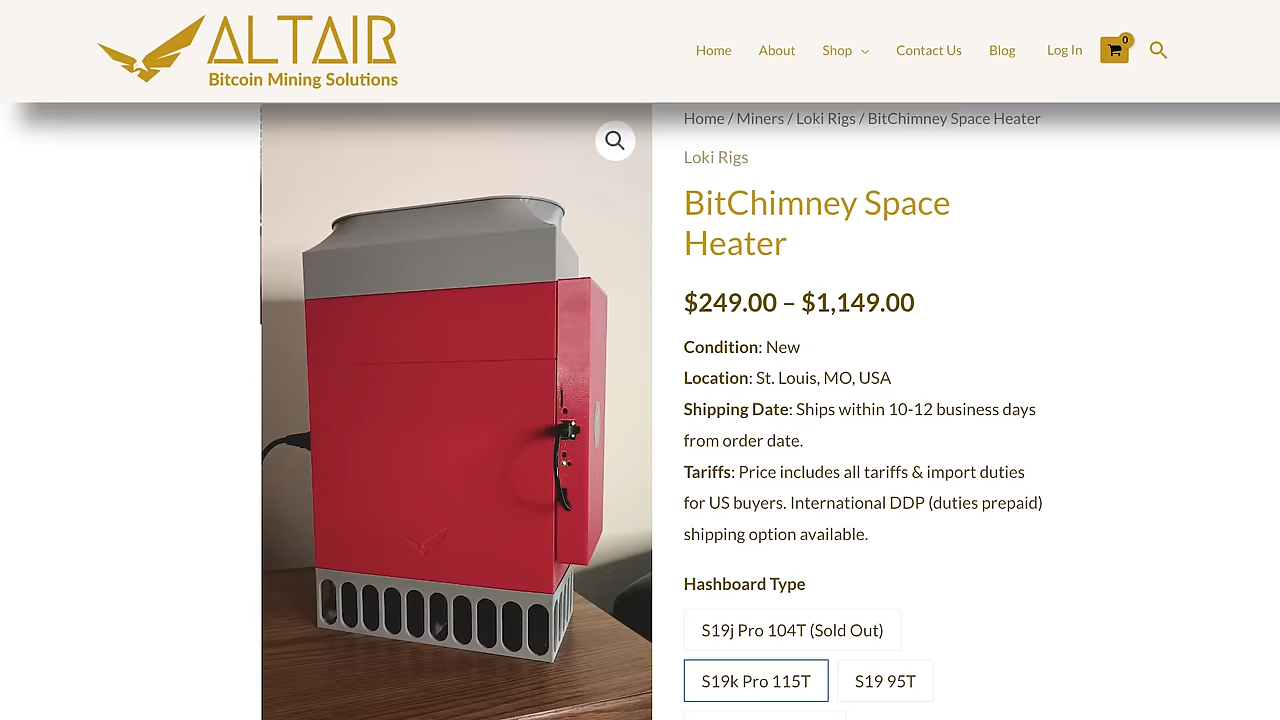 ALTAIR
Bitcoin Mining Solutions
Home
About
Shop
Contact Us
Blog
Log In
0
Home / Miners / Loki Rigs / BitChimney Space Heater
Loki Rigs
BitChimney Space
Heater
$249.00 – $1,149.00
Condition: New
Location: St. Louis, MO, USA
Shipping Date: Ships within 10-12 business days
from order date.
Tariffs: Price includes all tariffs & import duties
for US buyers. International DDP (duties prepaid)
shipping option available.
Hashboard Type
S19j Pro 104T (Sold Out)
S19k Pro 115T
S19 95T